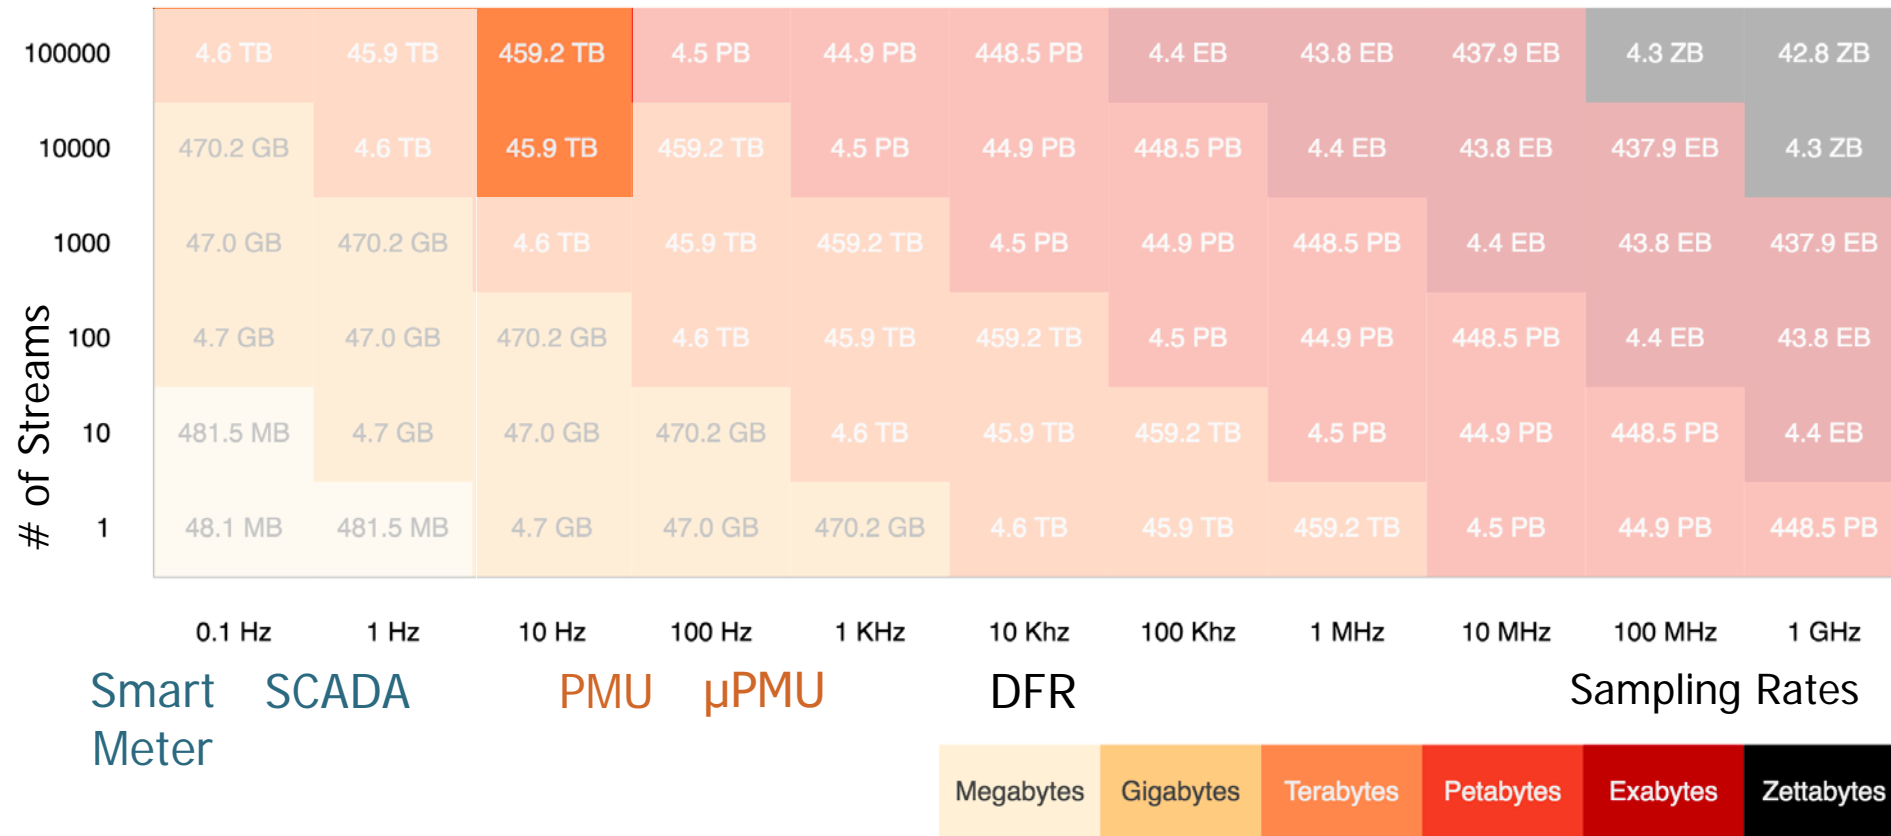 100000 4.6 TB 45.9 TB 459.2 TB 4.5 PB 44.9 PB 448.5 PB 4.4 EB 43.8 EB 437.9 EB 4.3 ZB 42.8 ZB
10000 470.2 GB 4.6 TB 45.9 TB 459.2 TB 4.5 PB 44.9 PB 448.5 PB 4.4 EB 43.8 EB 437.9 EB 4.3 ZB
1000 47.0 GB 470.2 GB 4.6 TB 45.9 TB 459.2 TB 4.5 PB 44.9 PB 448.5 PB 4.4 EB 43.8 EB 437.9 EB
100 4.7 GB 47.0 GB 470.2 GB 4.6 TB 45.9 TB 459.2 TB 4.5 PB 44.9 PB 448.5 PB 4.4 EB 43.8 EB
10 481.5 MB 4.7 GB 47.0 GB 470.2 GB 4.6 TB 45.9 TB 459.2 TB 4.5 PB 44.9 PB 448.5 PB 4.4 EB
1 48.1 MB 481.5 MB 4.7 GB 47.0 GB 470.2 GB 4.6 TB 45.9 TB 459.2 TB 4.5 PB 44.9 PB 448.5 PB
# of Streams
0.1 Hz 1 Hz 10 Hz 100 Hz 1 KHz 10 Khz 100 Khz 1 MHz 10 MHz 100 MHz 1 GHz
Smart SCADA PMU µPMU DFR Sampling Rates
Meter
Megabytes Gigabytes Terabytes Petabytes Exabytes Zettabytes